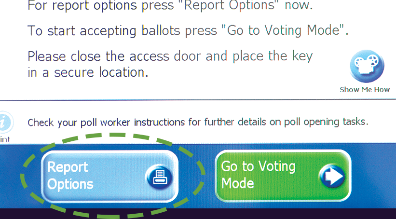 For report options press "Report Options" now.
To start accepting ballots press "Go to Voting Mode".
Please close the access door and place the key
in a secure location.
Show Me How
Check your poll worker instructions for further details on poll opening tasks.
int
Report
Options
Go to Voting
Mode